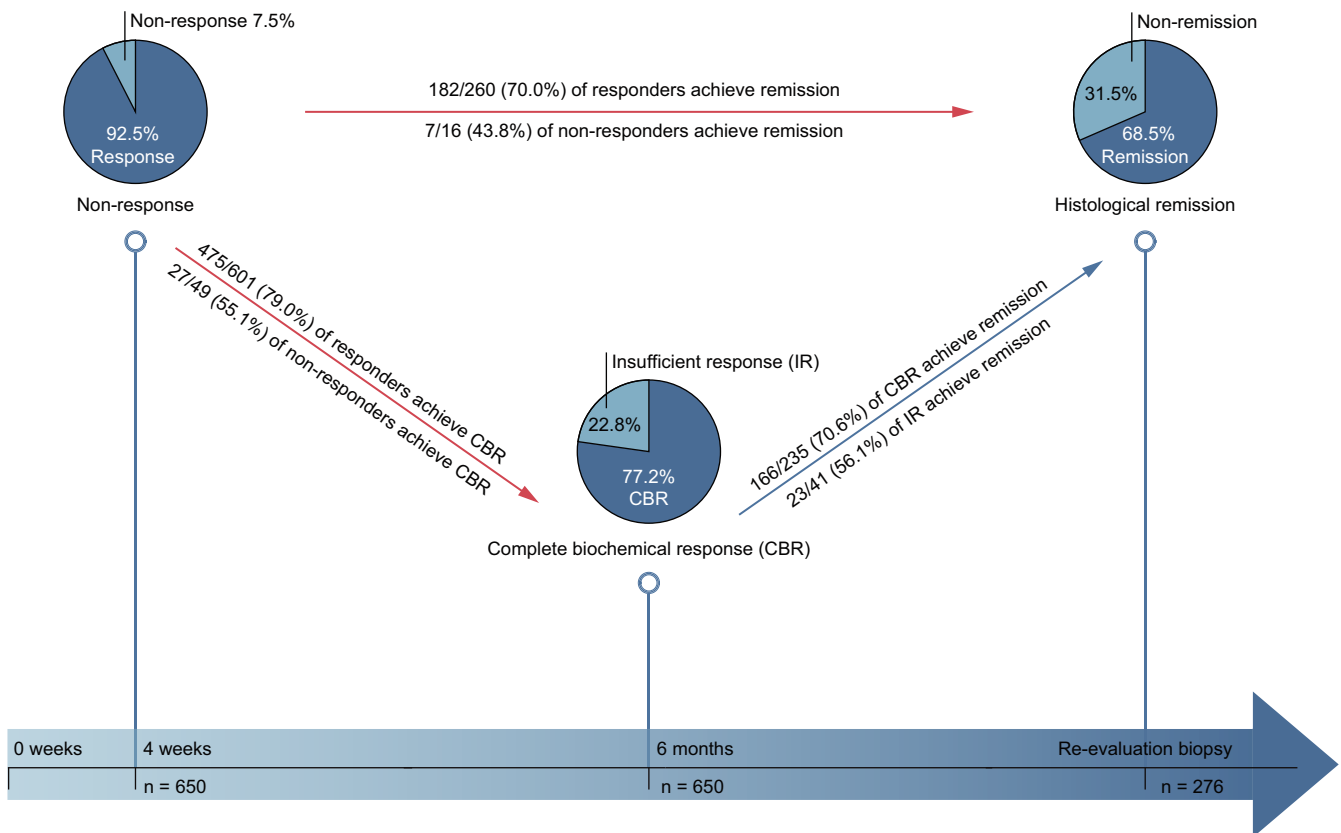 Non-response 7.5%
92.5%
Response
Non-response
182/260 (70.0%) of responders achieve remission
7/16 (43.8%) of non-responders achieve remission
Non-remission
31.5%
68.5%
Remission
Histological remission
475/601 (79.0%) of responders achieve CBR
27/49 (55.1%) of non-responders achieve CBR
Insufficient response (IR)
22.8%
77.2%
CBR
Complete biochemical response (CBR)
166/235 (70.6%) of CBR achieve remission
23/41 (56.1%) of IR achieve remission
0 weeks
4 weeks
6 months
Re-evaluation biopsy
n = 650
n = 650
n = 276